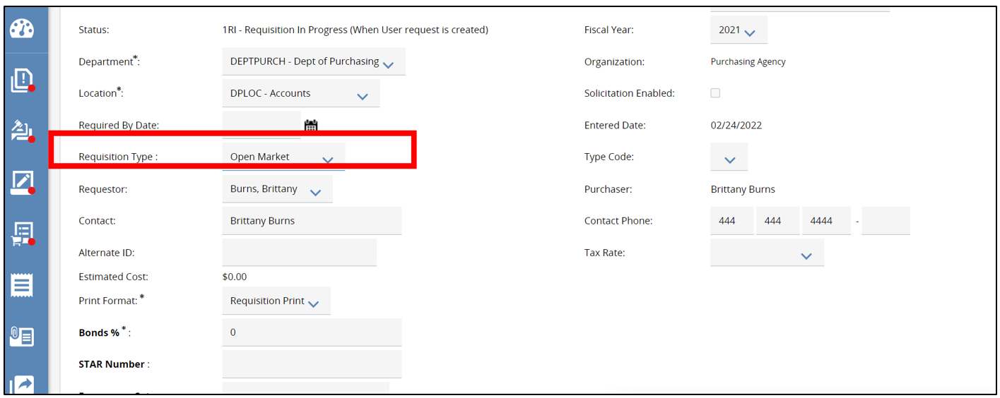 Status: 1RI - Requisition In Progress (When User request is created) Fiscal Year: 2021
Department*: DEPTPURCH - Dept of Purchasing Organization: Purchasing Agency
Location*: DPLOC - Accounts Solicitation Enabled:
Required By Date: Entered Date: 02/24/2022
Requisition Type : Open Market Type Code:
Requestor: Burns, Brittany Purchaser: Brittany Burns
Contact: Brittany Burns Contact Phone: 444 444 4444 -
Alternate ID: Tax Rate:
Estimated Cost: $0.00
Print Format: * Requisition Print
Bonds % * : 0
STAR Number :